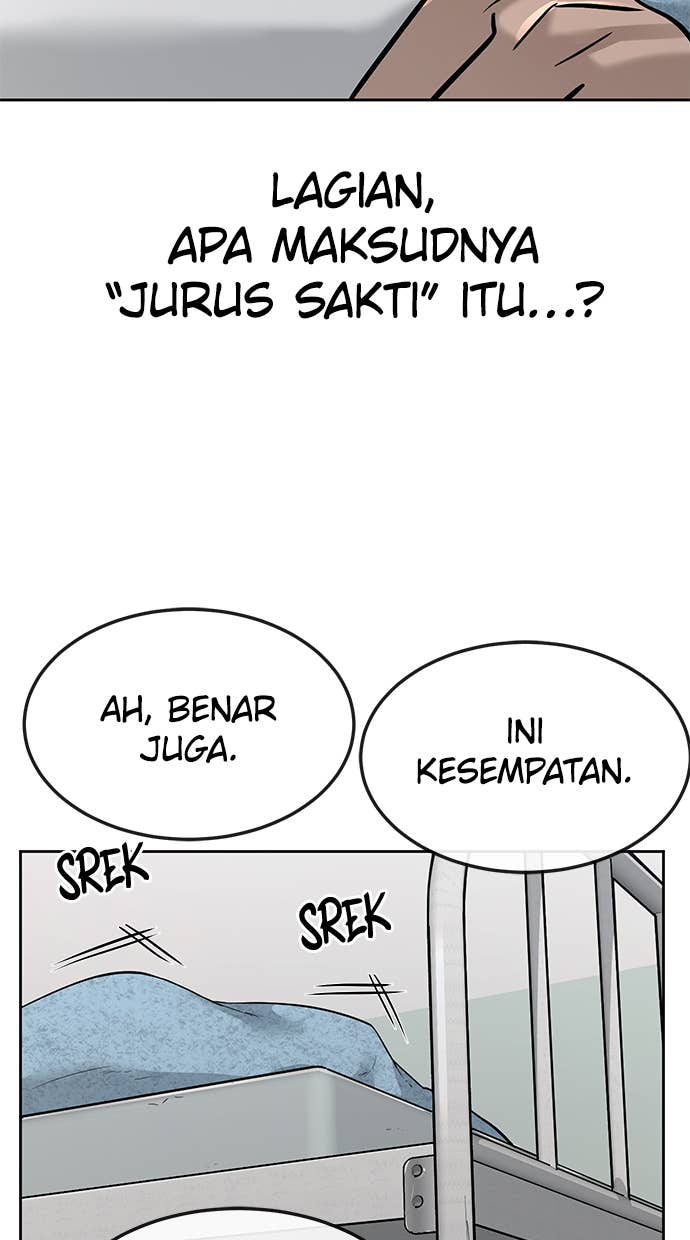 LAGIAN,
APA MAKSUDNYA
“JURUS SAKTI” ITU...?
AH, BENAR
JUGA.
INI
KESEMPATAN.
SREK
SREK